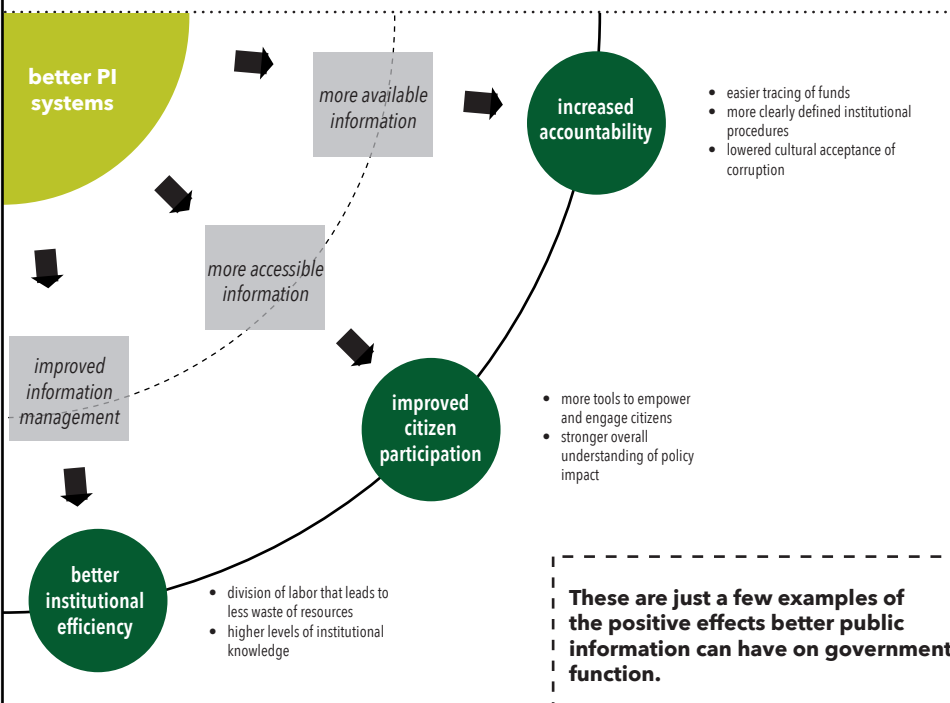 better PI
systems
more available
information
increased
accountability
• easier tracing of funds
• more clearly defined institutional
procedures
• lowered cultural acceptance of
corruption
more accessible
information
improved
citizen
participation
• more tools to empower
and engage citizens
• stronger overall
understanding of policy
impact
improved
information
management
better
institutional
efficiency
• division of labor that leads to
less waste of resources
• higher levels of institutional
knowledge
These are just a few examples of
the positive effects better public
information can have on government
function.